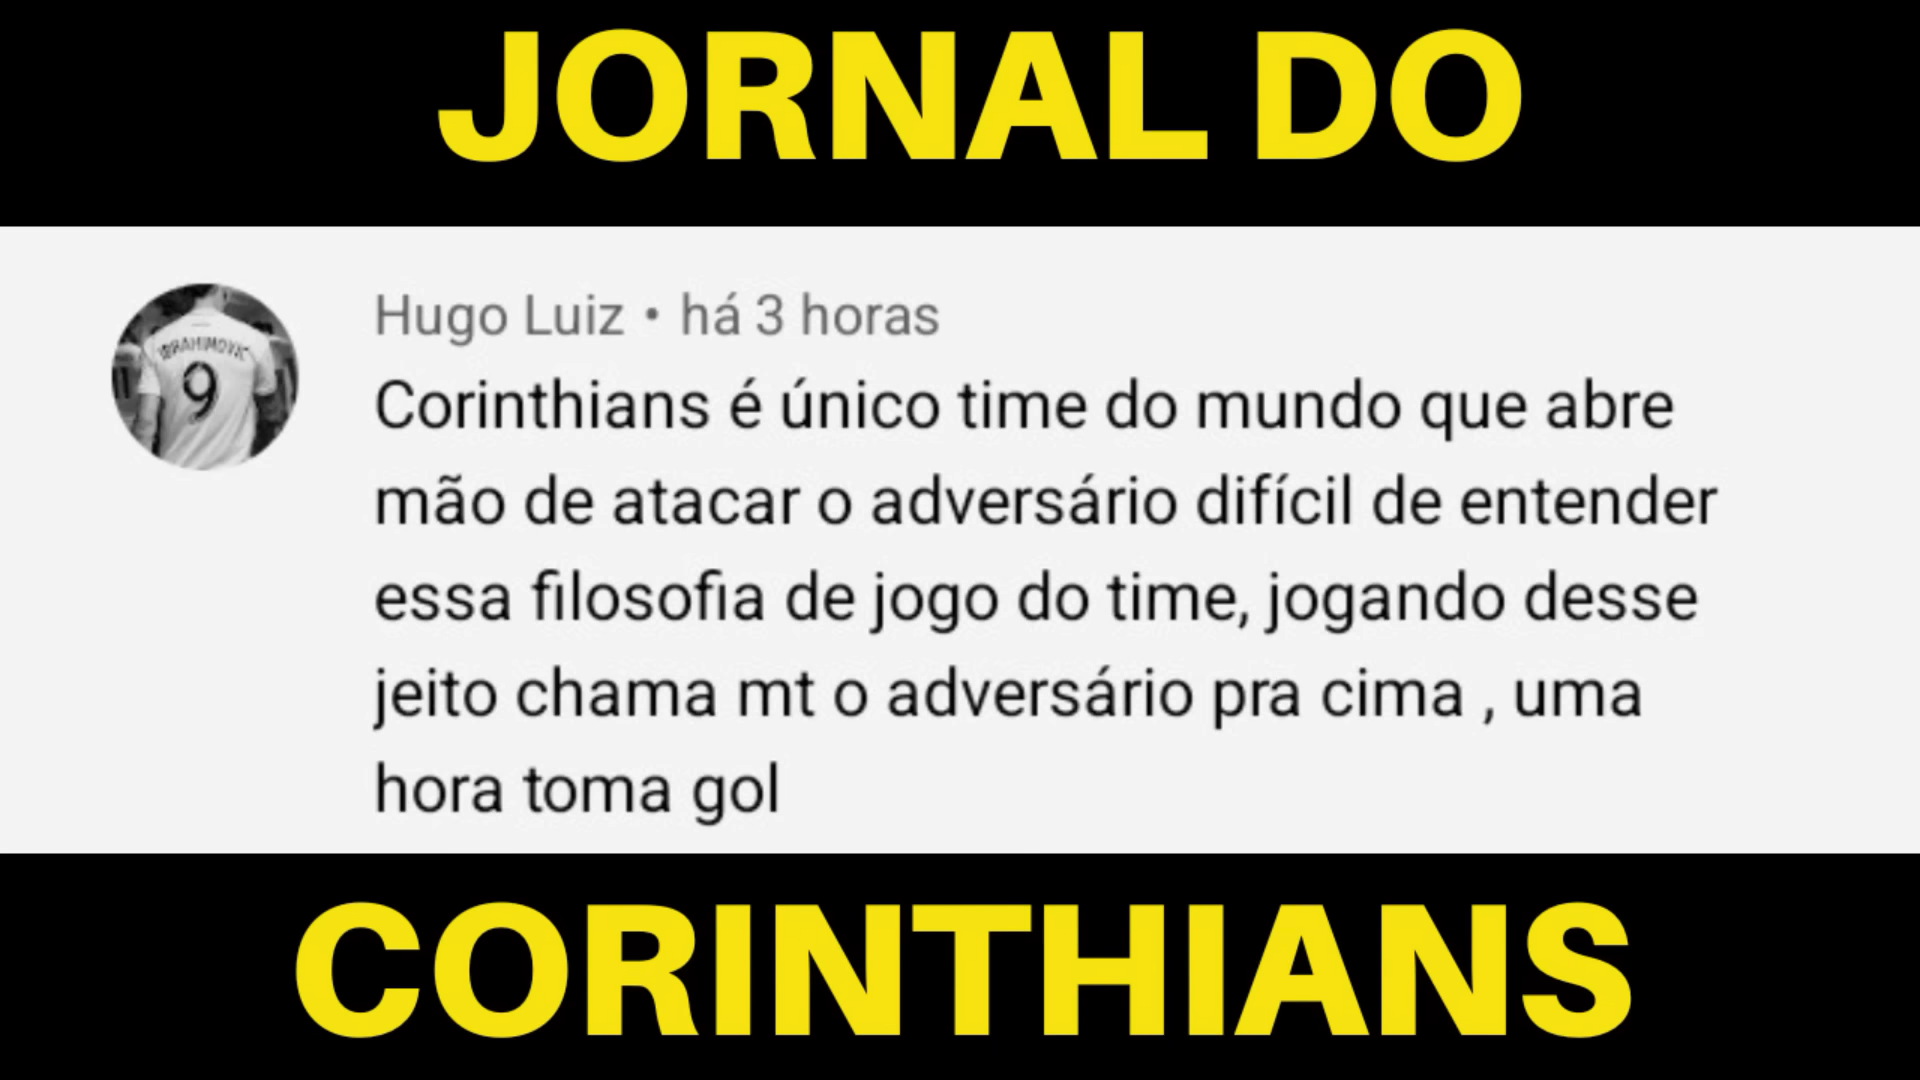 JORNAL DO
IBRAHIMOVIC
9
Hugo Luiz • há 3 horas
Corinthians é único time do mundo que abre
mão de atacar o adversário difícil de entender
essa filosofia de jogo do time, jogando desse
jeito chama mt o adversário pra cima , uma
hora toma gol
CORINTHIANS